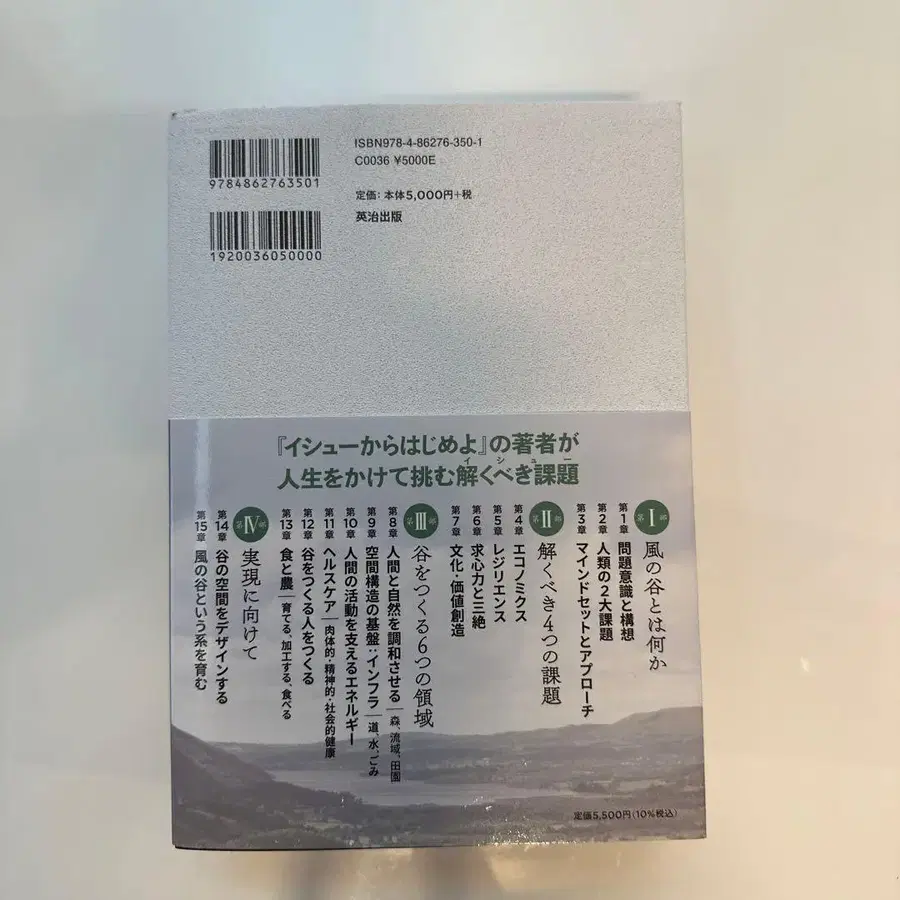 ISBN978-4-86276-350-1
C0036 ¥5000E
9784862763501
定価：本体5,000円+税
英治出版
1920036050000
『イシューからはじめよ』の著者が
人生をかけて挑む解くべき課題
イシュー
第I部 風の谷とは何か
第1章 問題意識と構想
第2章 人類の2大課題
第3章 マインドセットとアプローチ
第II部 解くべき4つの課題
第4章 エコノミクス
第5章 レジリエンス
第6章 求心力と三絶
第7章 文化・価値創造
第III部 谷をつくる6つの領域
第8章 人間と自然を調和させる｜森、流域、田園
第9章 空間構造の基盤：インフラ｜道、水、ごみ
第10章 人間の活動を支えるエネルギー
第11章 ヘルスケア｜肉体的・精神的・社会的健康
第12章 谷をつくる人をつくる
第13章 食と農｜育てる、加工する、食べる
第IV部 実現に向けて
第14章 谷の空間をデザインする
第15章 風の谷という系を育む
定価5,500円（10%税込）